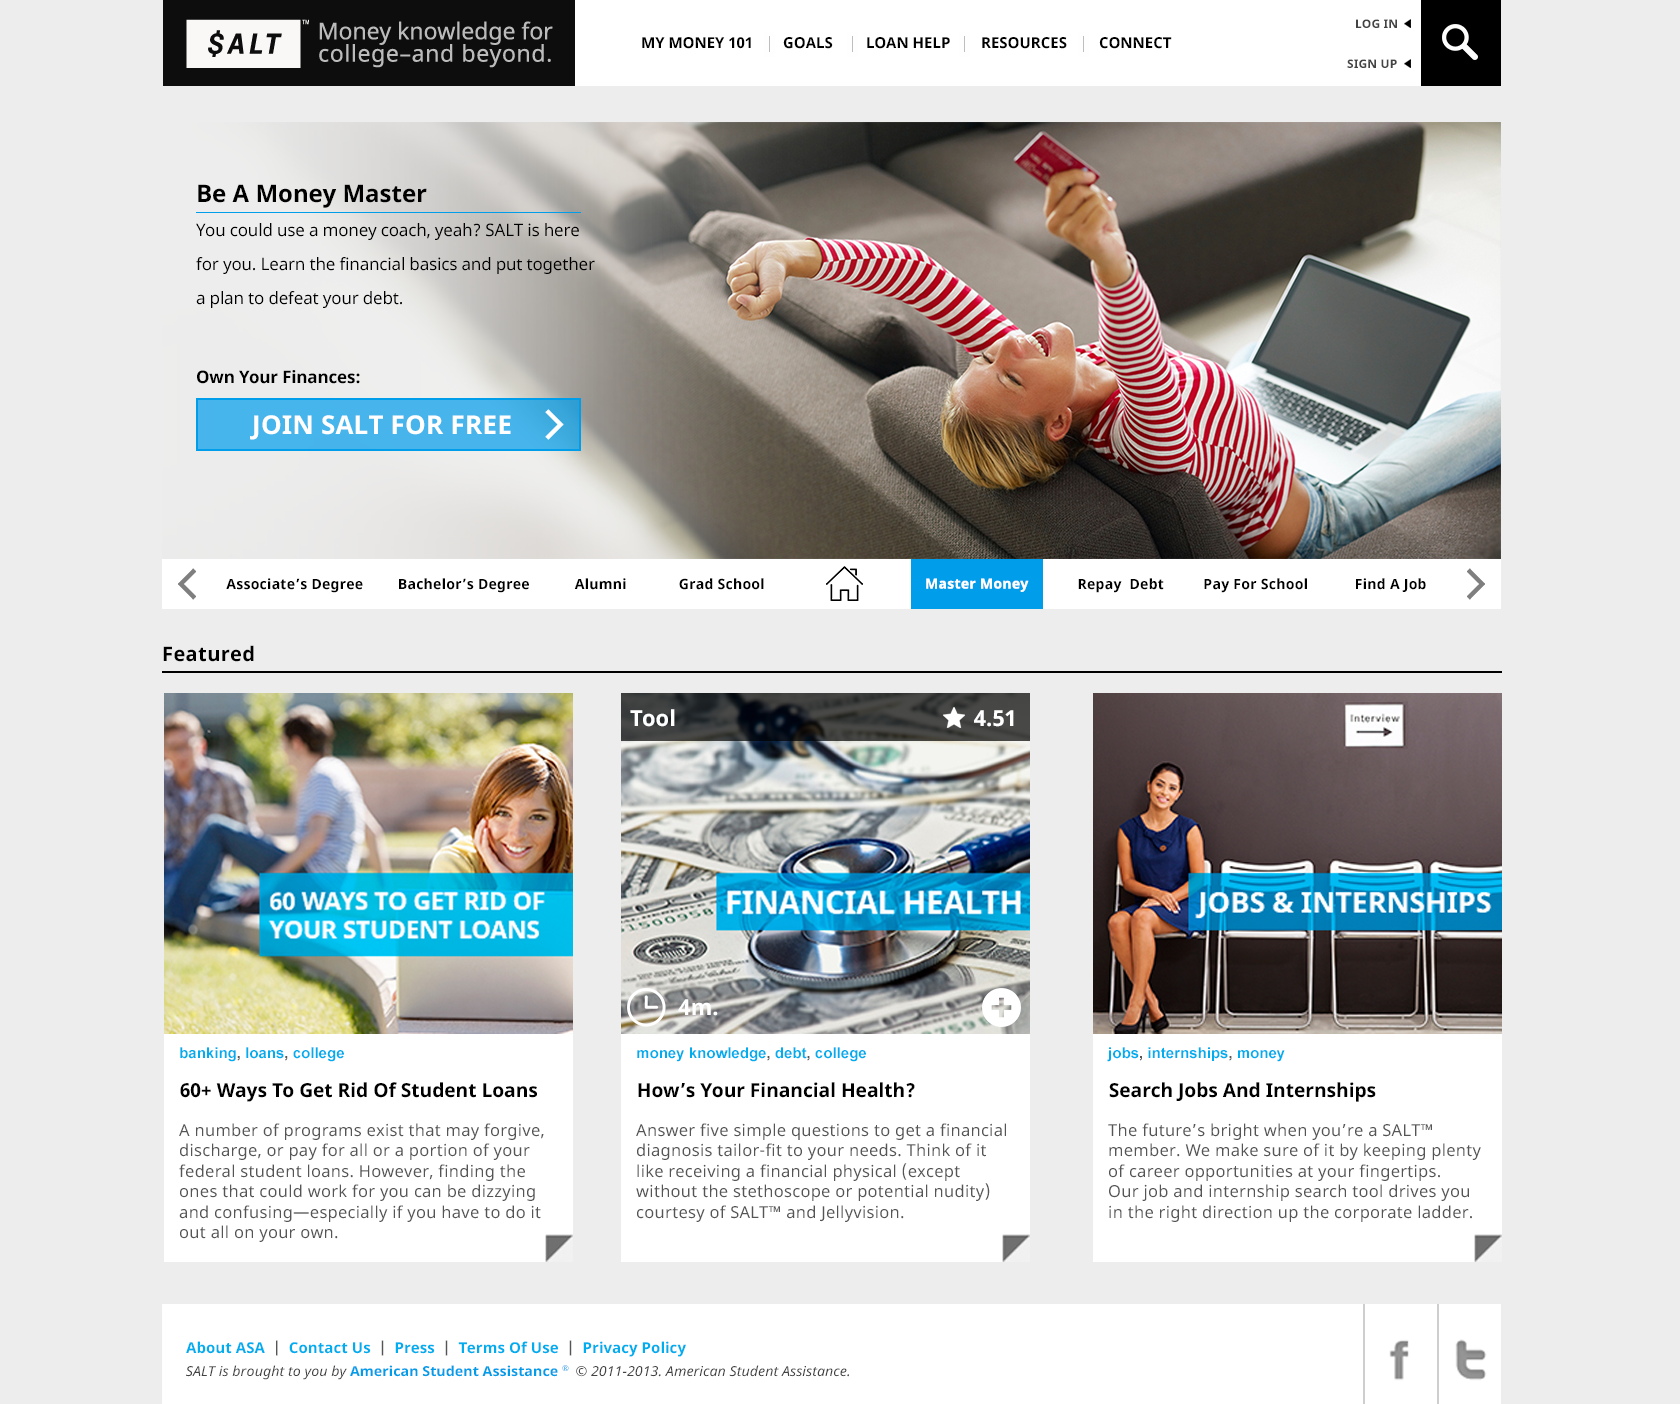 $ALT™
Money knowledge for
college–and beyond.
MY MONEY 101
GOALS
LOAN HELP
RESOURCES
CONNECT
LOG IN
SIGN UP
Be A Money Master
You could use a money coach, yeah? SALT is here
for you. Learn the financial basics and put together
a plan to defeat your debt.
Own Your Finances:
JOIN SALT FOR FREE
Associate's Degree
Bachelor's Degree
Alumni
Grad School
Master Money
Repay Debt
Pay For School
Find A Job
Featured
60 WAYS TO GET RID OF
YOUR STUDENT LOANS
banking, loans, college
60+ Ways To Get Rid Of Student Loans
A number of programs exist that may forgive,
discharge, or pay for all or a portion of your
federal student loans. However, finding the
ones that could work for you can be dizzying
and confusing—especially if you have to do it
out all on your own.
Tool
4.51
FINANCIAL HEALTH
4m.
money knowledge, debt, college
How's Your Financial Health?
Answer five simple questions to get a financial
diagnosis tailor-fit to your needs. Think of it
like receiving a financial physical (except
without the stethoscope or potential nudity)
courtesy of SALT™ and Jellyvision.
Interview
JOBS & INTERNSHIPS
jobs, internships, money
Search Jobs And Internships
The future's bright when you're a SALT™
member. We make sure of it by keeping plenty
of career opportunities at your fingertips.
Our job and internship search tool drives you
in the right direction up the corporate ladder.
About ASA | Contact Us | Press | Terms Of Use | Privacy Policy
SALT is brought to you by American Student Assistance ® © 2011-2013. American Student Assistance.